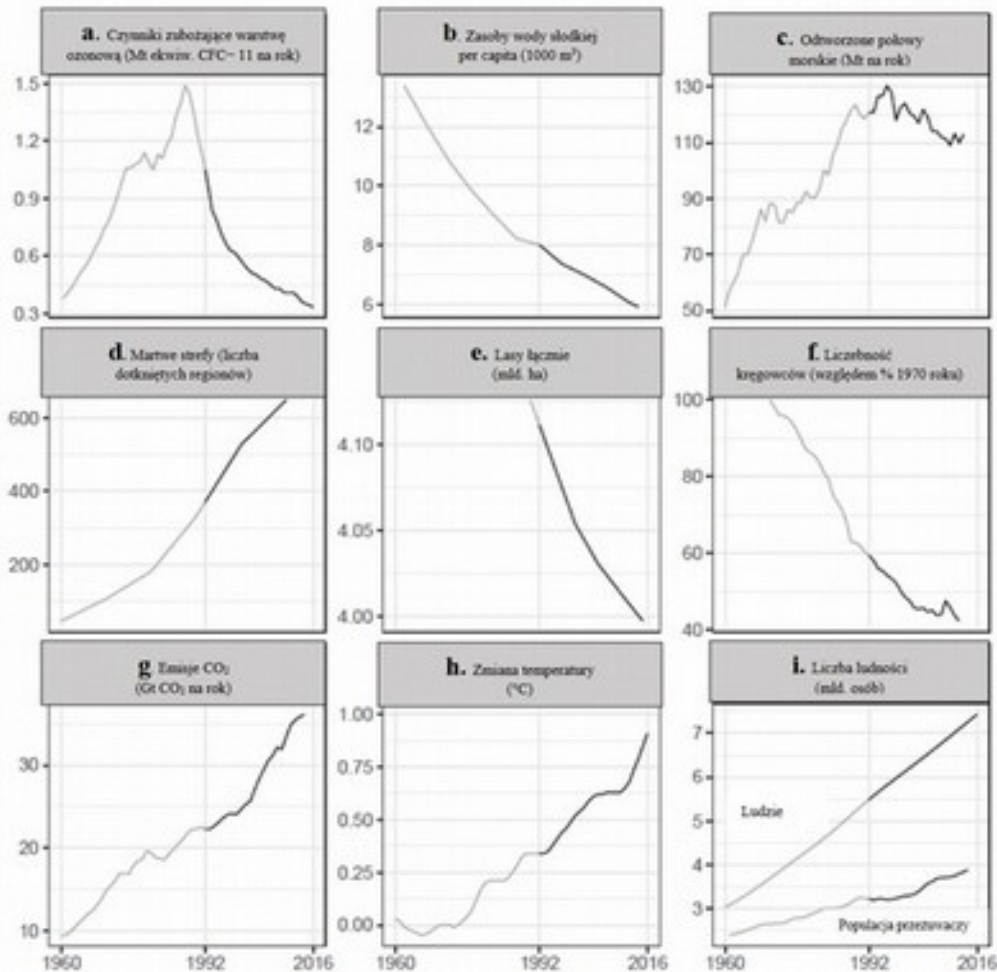 a. Czynniki zubożające warstwę
ozonową (Mt ekwiw. CFC− 11 na rok)
1.5
1.2
0.9
0.6
0.3
b. Zasoby wody słodkiej
per capita (1000 m³)
12
10
8
6
c. Odtworzone połowy
morskie (Mt na rok)
130
110
90
70
50
d. Martwe strefy (liczba
dotkniętych regionów)
600
400
200
e. Lasy łącznie
(mld. ha)
4.10
4.05
4.00
f. Liczebność
kręgowców (względem % 1970 roku)
100
80
60
40
g Emisje CO₂
(Gt CO₂ na rok)
30
20
10
1960 1992 2016
h. Zmiana temperatury
(°C)
1.00
0.75
0.50
0.25
0.00
1960 1992 2016
i. Liczba ludności
(mld. osób)
7
6
5
4
3
Ludzie
Populacja przeżuwaczy
1960 1992 2016